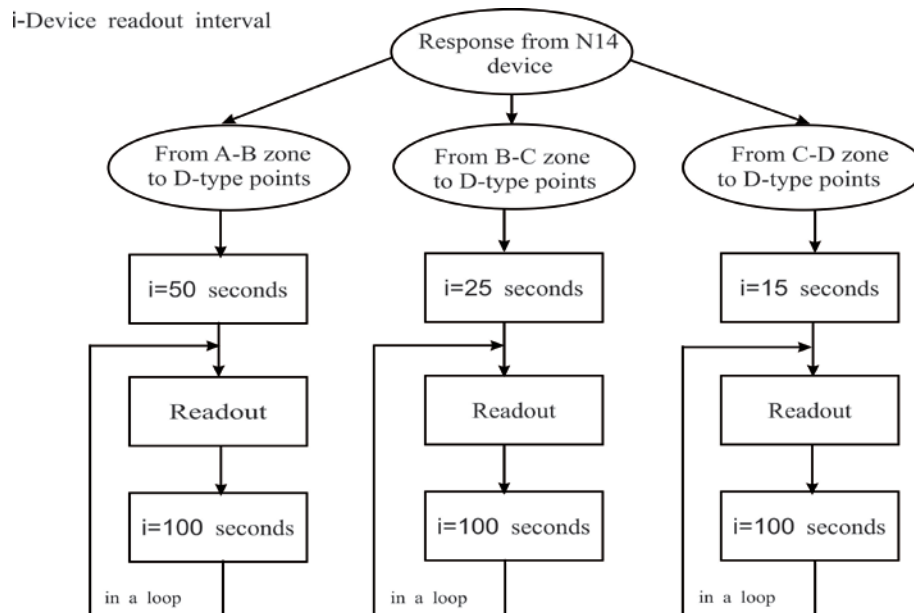 i-Device readout interval
Response from N14
device
From A-B zone
to D-type points
From B-C zone
to D-type points
From C-D zone
to D-type points
i=50 seconds
i=25 seconds
i=15 seconds
Readout
Readout
Readout
i=100 seconds
i=100 seconds
i=100 seconds
in a loop
in a loop
in a loop